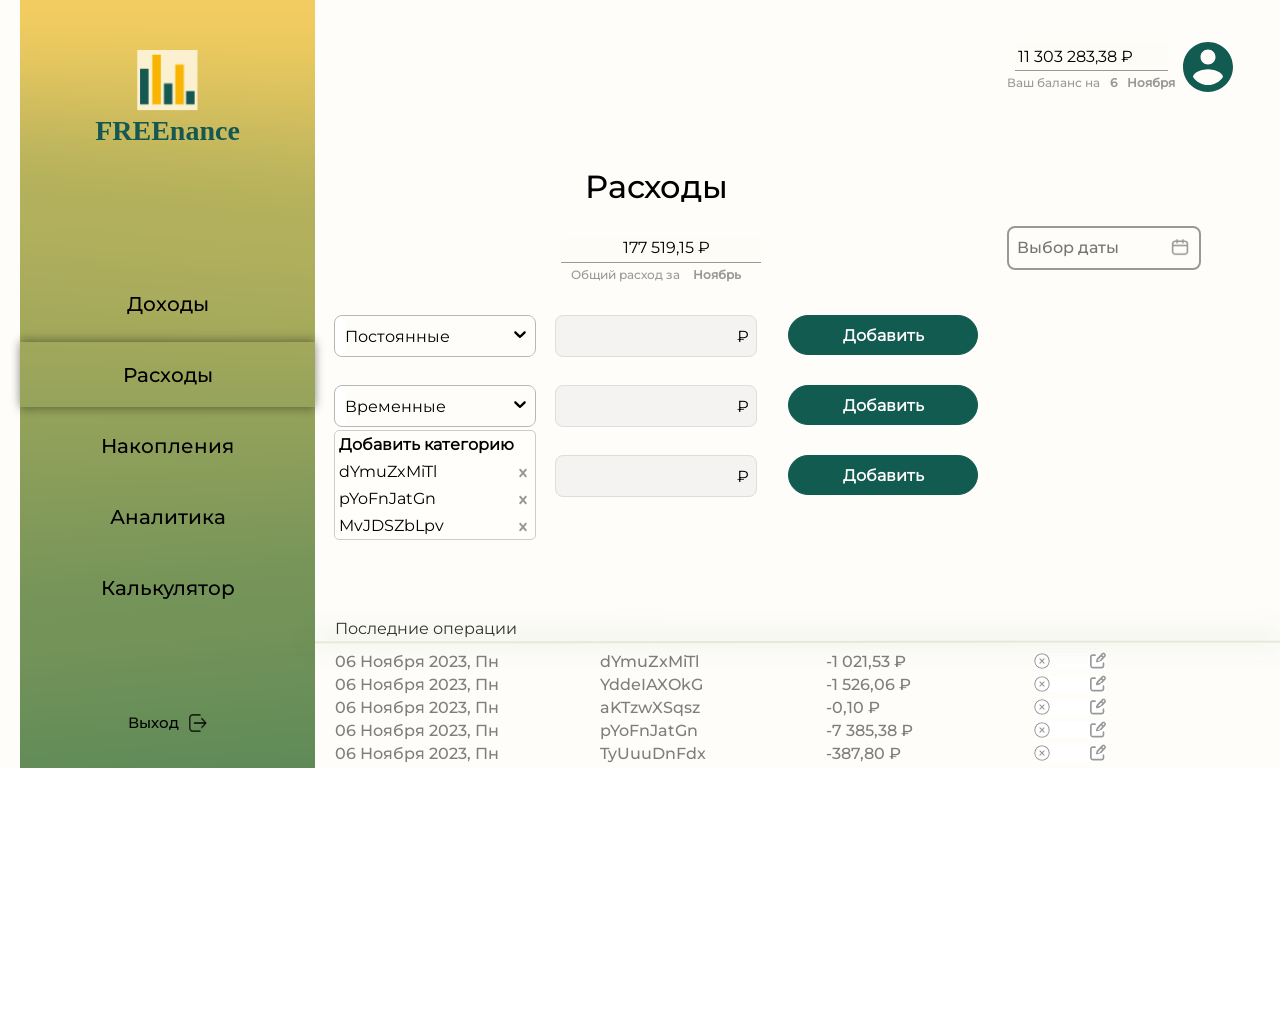 FREEnance
Доходы
Расходы
Накопления
Аналитика
Калькулятор
Выход
11 303 283,38 ₽
Ваш баланс на 6 Ноября
Расходы
177 519,15 ₽
Общий расход за Ноябрь
Выбор даты
Постоянные
₽
Добавить
Временные
₽
Добавить
Добавить категорию
dYmuZxMiTl x
pYoFnJatGn x
MvJDSZbLpv x
₽
Добавить
Последние операции
06 Ноября 2023, Пн dYmuZxMiTl -1 021,53 ₽
06 Ноября 2023, Пн YddeIAXOkG -1 526,06 ₽
06 Ноября 2023, Пн aKTzwXSqsz -0,10 ₽
06 Ноября 2023, Пн pYoFnJatGn -7 385,38 ₽
06 Ноября 2023, Пн TyUuuDnFdx -387,80 ₽